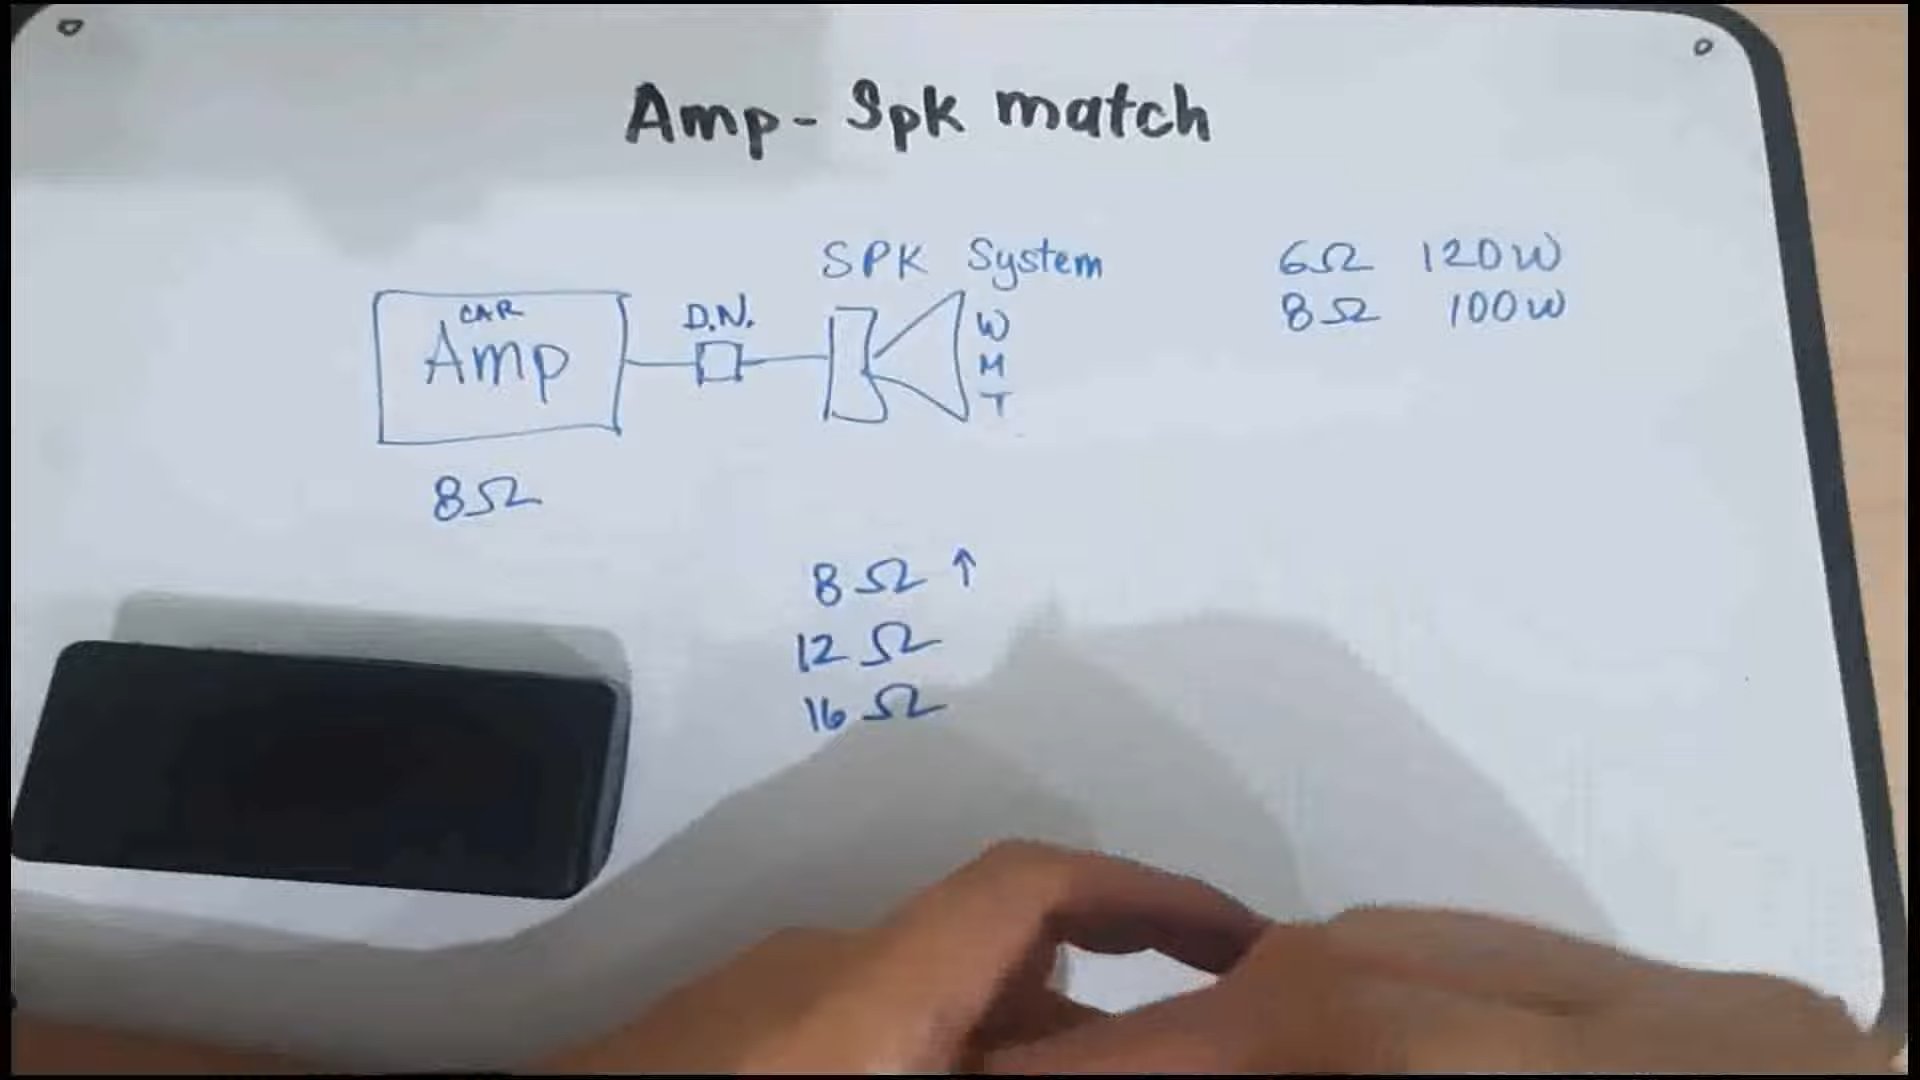 Amp - Spk match
SPK System
6Ω 120W
8Ω 100W
CAR
Amp
D.N.
W
M
T
8Ω
8Ω ↑
12Ω
16Ω